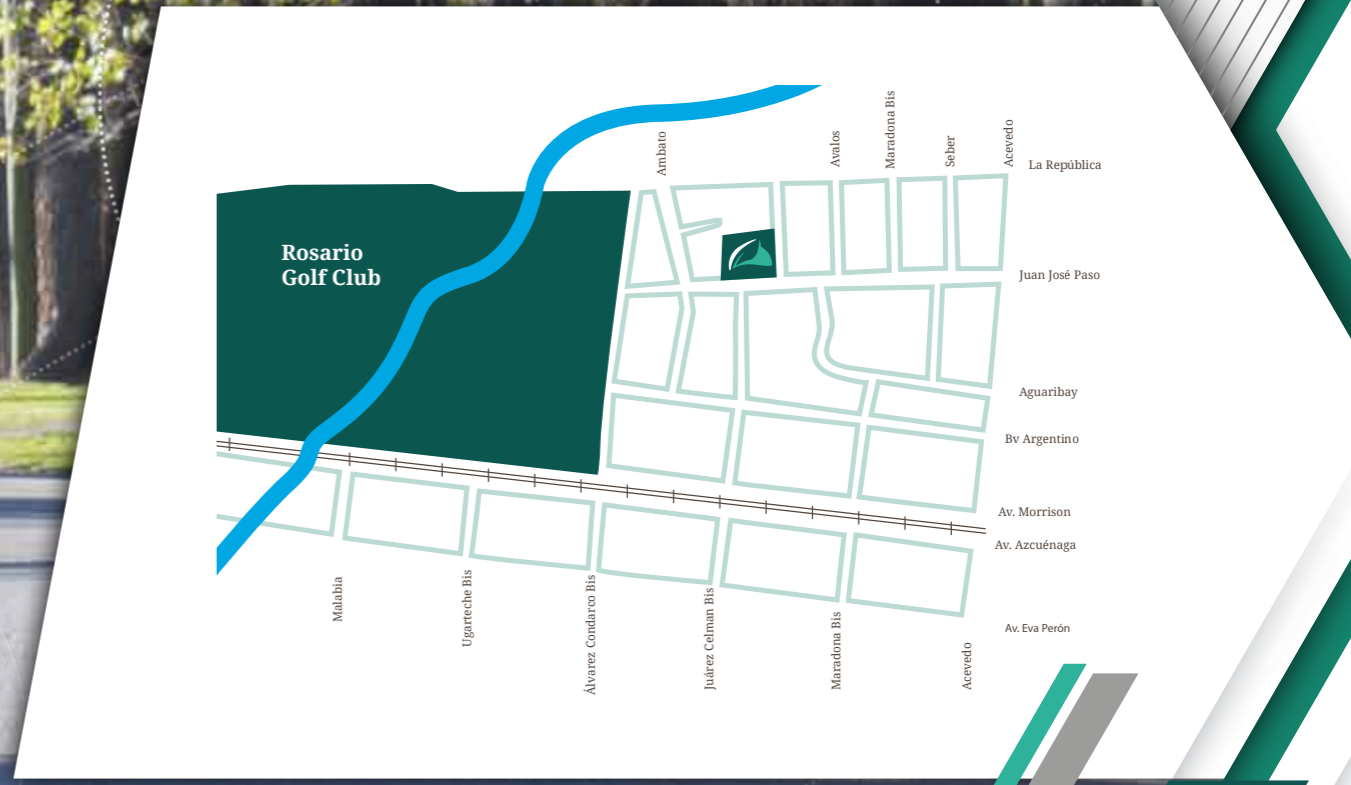 Ambato
Avalos
Maradona Bis
Seber
Acevedo
La República
Rosario
Golf Club
Juan José Paso
Aguaribay
Bv Argentino
Av. Morrison
Av. Azcuénaga
Malabia
Ugarteche Bis
Álvarez Condarco Bis
Juárez Celman Bis
Maradona Bis
Av. Eva Perón
Acevedo